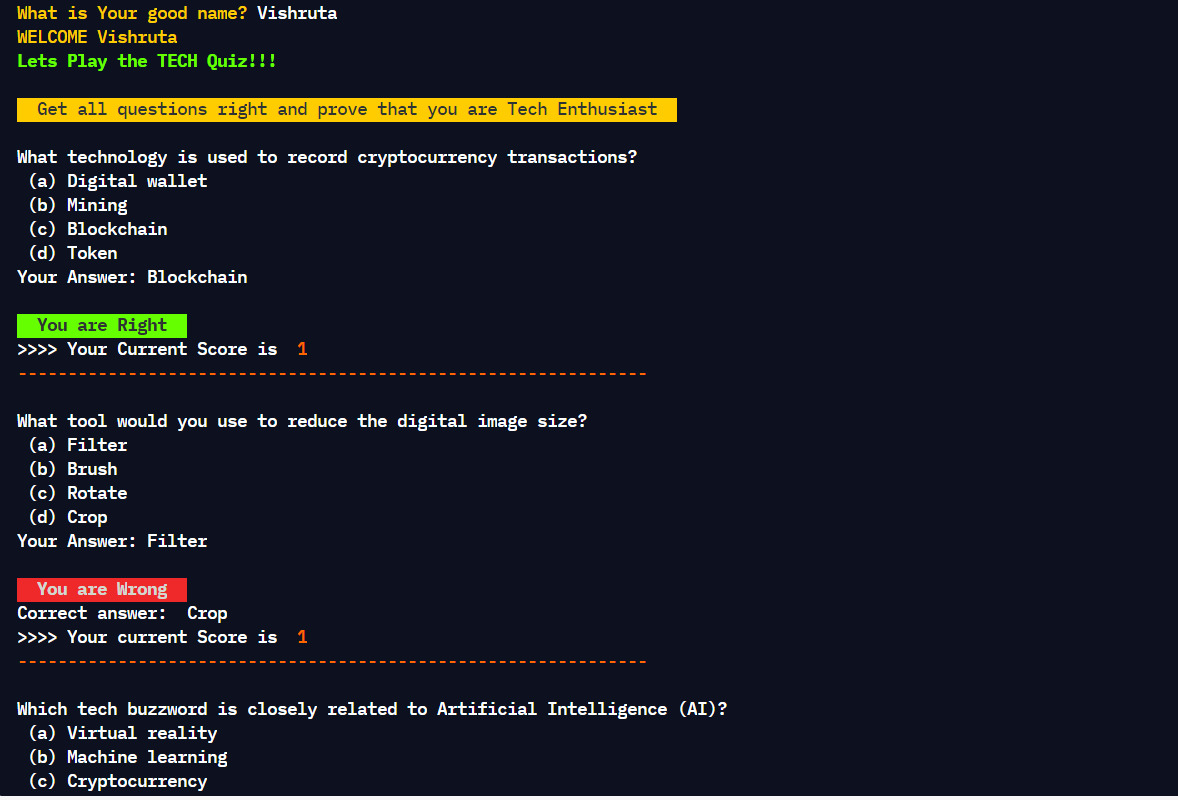 What is Your good name? Vishruta
WELCOME Vishruta
Lets Play the TECH Quiz!!!
Get all questions right and prove that you are Tech Enthusiast
What technology is used to record cryptocurrency transactions?
(a) Digital wallet
(b) Mining
(c) Blockchain
(d) Token
Your Answer: Blockchain
You are Right
>>>> Your Current Score is  1
---------------------------------------------------------------
What tool would you use to reduce the digital image size?
(a) Filter
(b) Brush
(c) Rotate
(d) Crop
Your Answer: Filter
You are Wrong
Correct answer:  Crop
>>>> Your current Score is  1
---------------------------------------------------------------
Which tech buzzword is closely related to Artificial Intelligence (AI)?
(a) Virtual reality
(b) Machine learning
(c) Cryptocurrency